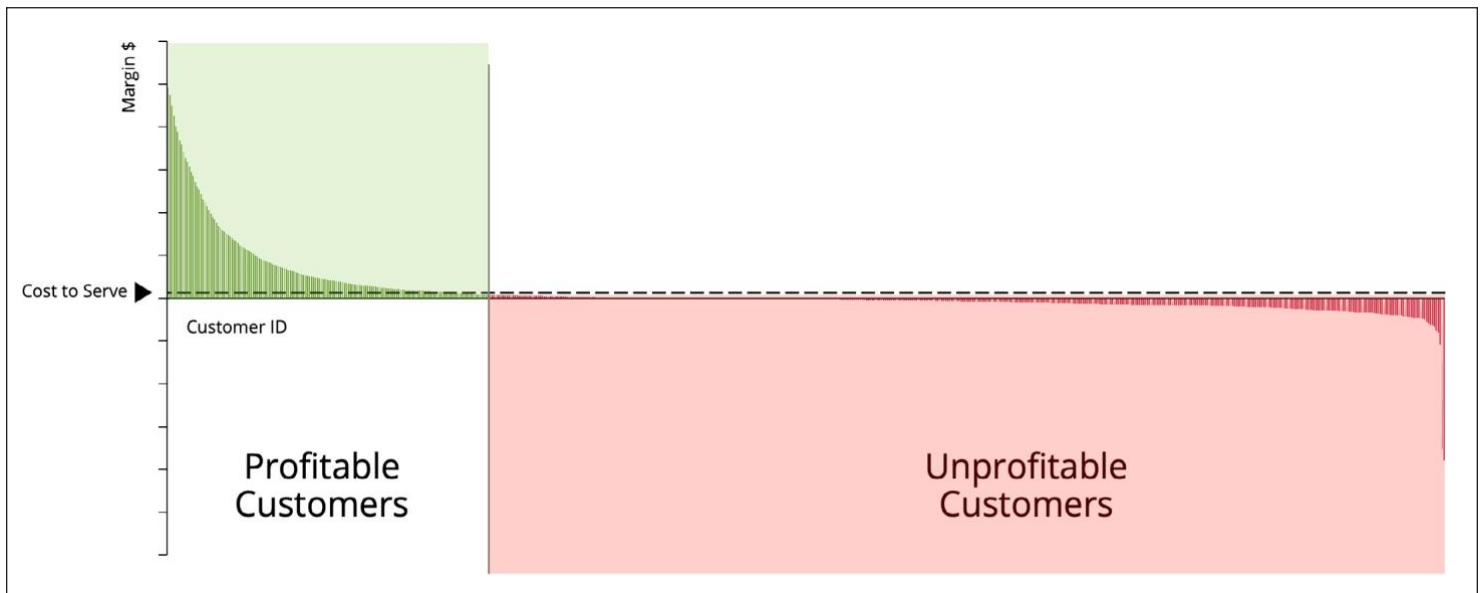 Margin $
Cost to Serve
Customer ID
Profitable
Customers
Unprofitable
Customers